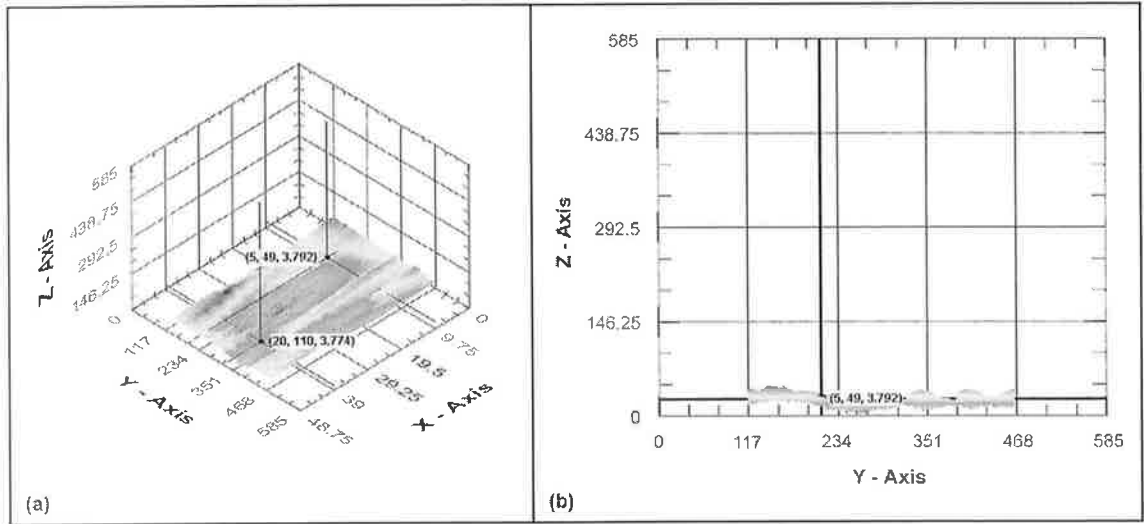 585
438.75
292.5
146.25
0
Z - Axis
117
234
351
468
585
Y - Axis
0
9.75
19.5
29.25
39
48.75
X - Axis
(5, 49, 3.792)
(20, 110, 3.774)
(a)
585
438.75
292.5
146.25
0
Z - Axis
(5, 49, 3.792)
0 117 234 351 468 585
Y - Axis
(b)